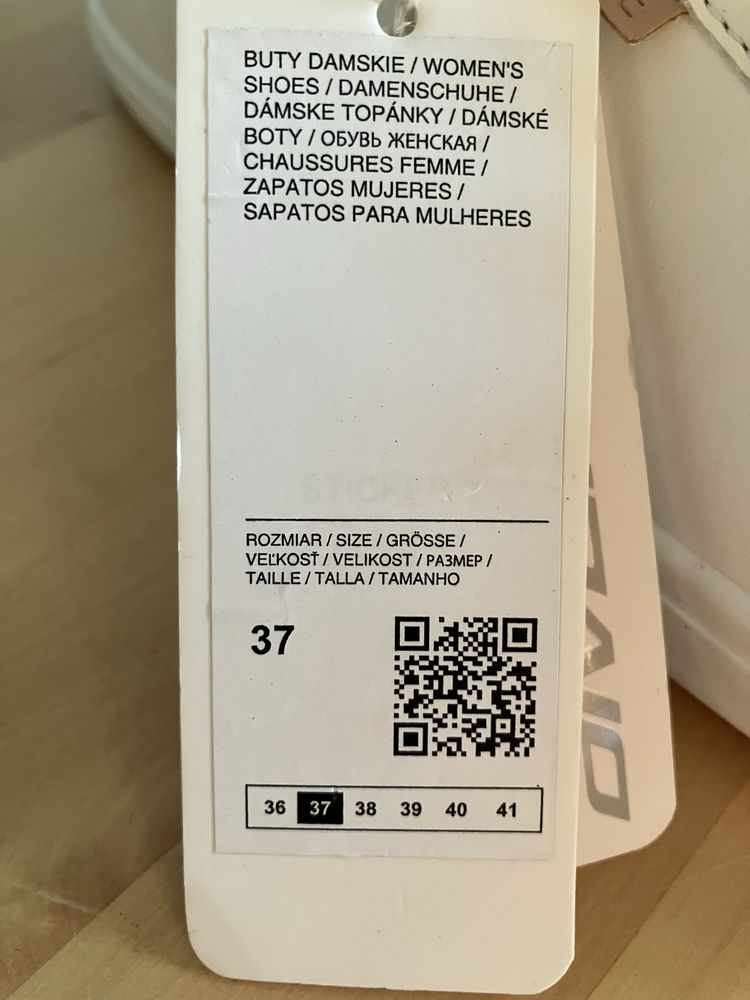 BUTY DAMSKIE / WOMEN'S
SHOES / DAMENSCHUHE /
DÁMSKE TOPÁNKY / DÁMSKÉ
BOTY / ОБУВЬ ЖЕНСКАЯ /
CHAUSSURES FEMME /
ZAPATOS MUJERES /
SAPATOS PARA MULHERES
ROZMIAR / SIZE / GRÖSSE /
VEĽKOSŤ / VELIKOST / РАЗМЕР /
TAILLE / TALLA / TAMANHO
37
36 37 38 39 40 41